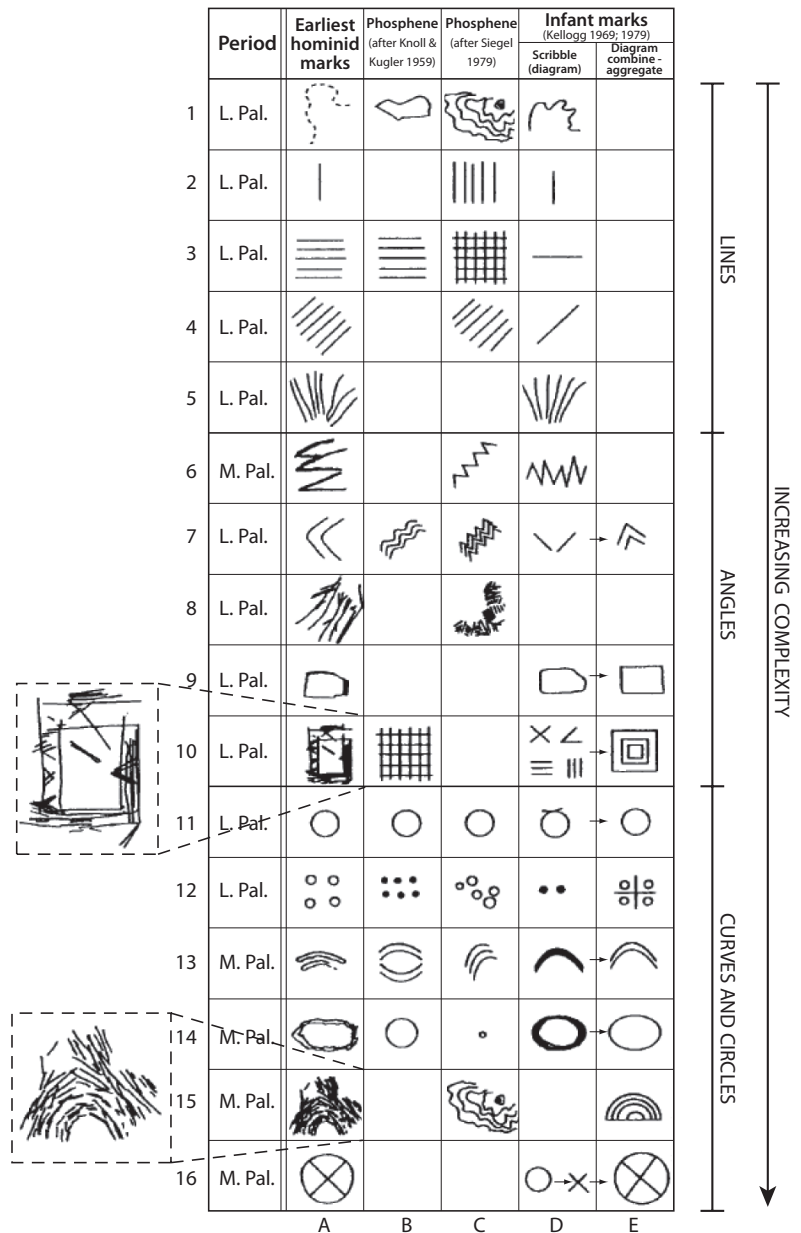 Period
Earliest hominid marks
Phosphene (after Knoll & Kugler 1959)
Phosphene (after Siegel 1979)
Infant marks (Kellogg 1969; 1979)
Scribble (diagram)
Diagram combine - aggregate
1 L. Pal.
2 L. Pal.
3 L. Pal.
4 L. Pal.
5 L. Pal.
6 M. Pal.
7 L. Pal.
8 L. Pal.
9 L. Pal.
10 L. Pal.
11 L. Pal.
12 L. Pal.
13 M. Pal.
14 M. Pal.
15 M. Pal.
16 M. Pal.
A B C D E
LINES
ANGLES
CURVES AND CIRCLES
INCREASING COMPLEXITY